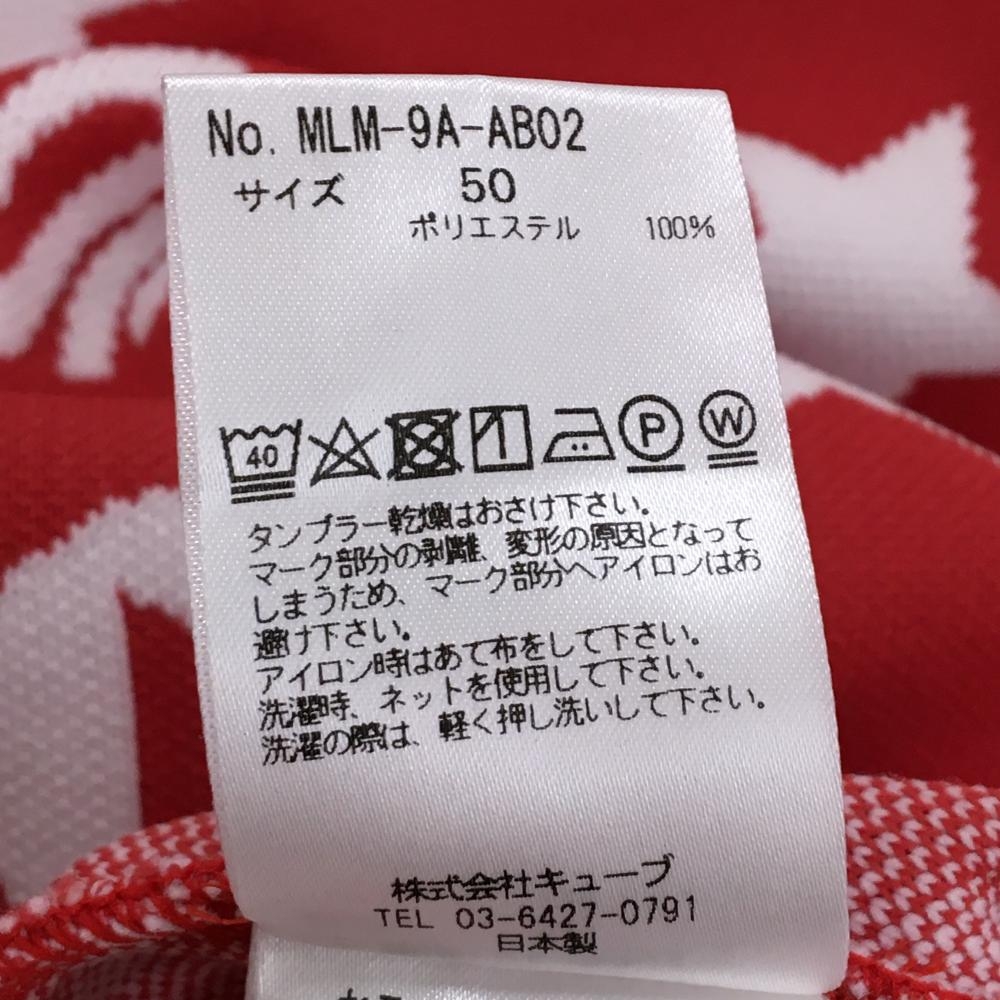 No. MLM-9A-AB02
サイズ 50
ポリエステル 100%
40 P W
タンブラー乾燥はおさけ下さい。
マーク部分の剥離、変形の原因となって
しまうため、マーク部分へアイロンはお
避け下さい。
アイロン時はあて布をして下さい。
洗濯時、ネットを使用して下さい。
洗濯の際は、軽く押し洗いして下さい。
株式会社キューブ
TEL 03-6427-0791
日本製